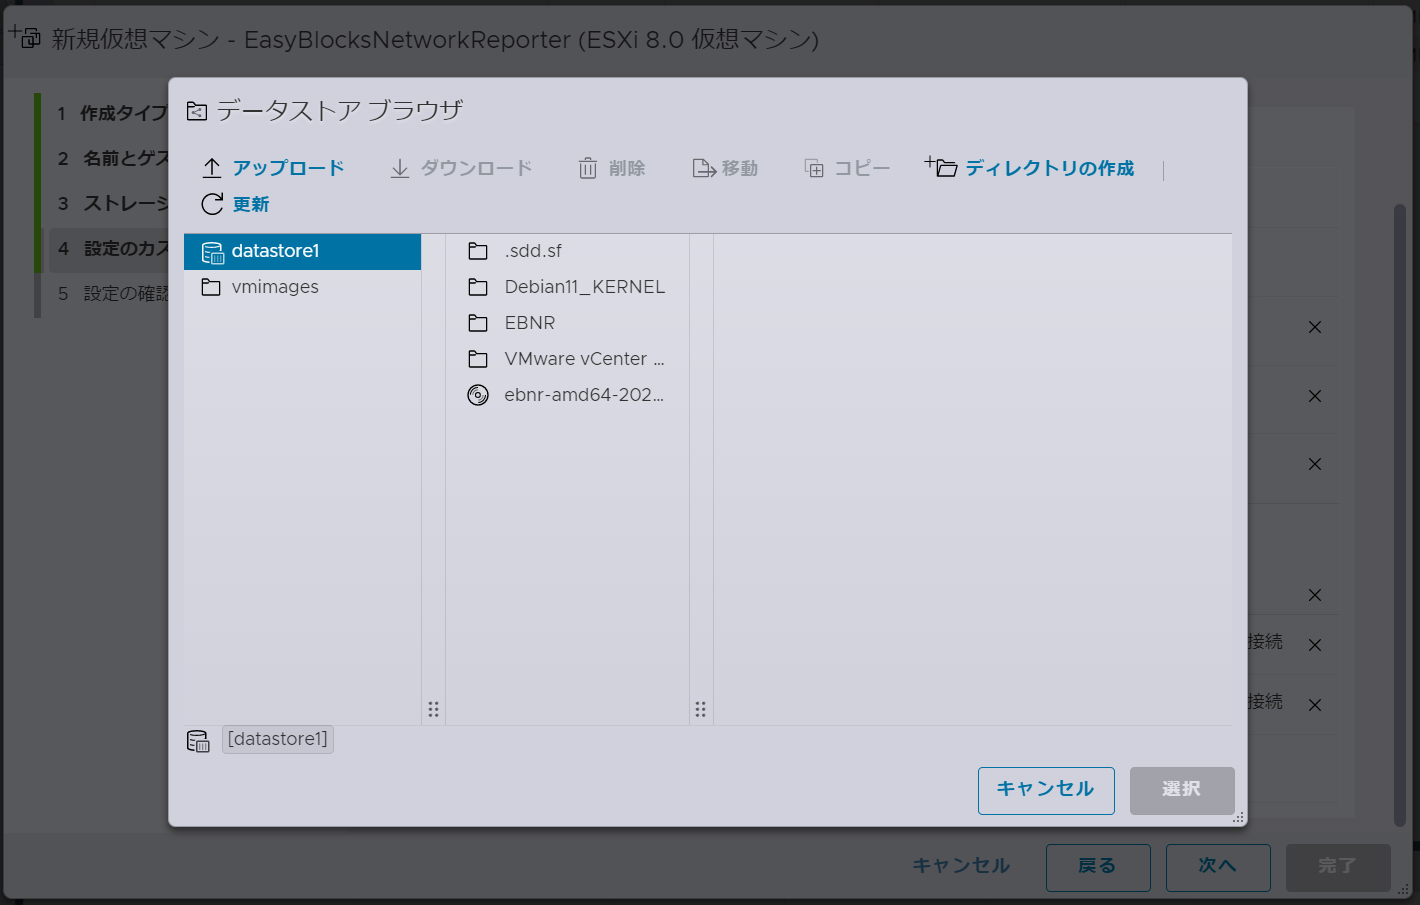 新規仮想マシン - EasyBlocksNetworkReporter (ESXi 8.0 仮想マシン)
1 作成タイプ
2 名前とゲス
3 ストレージ
4 設定のカス
5 設定の確認
データストア ブラウザ
アップロード ダウンロード 削除 移動 コピー ディレクトリの作成
更新
datastore1
vmimages
.sdd.sf
Debian11_KERNEL
EBNR
VMware vCenter ...
ebnr-amd64-202...
接続
接続
[datastore1]
キャンセル 選択
キャンセル 戻る 次へ 完了